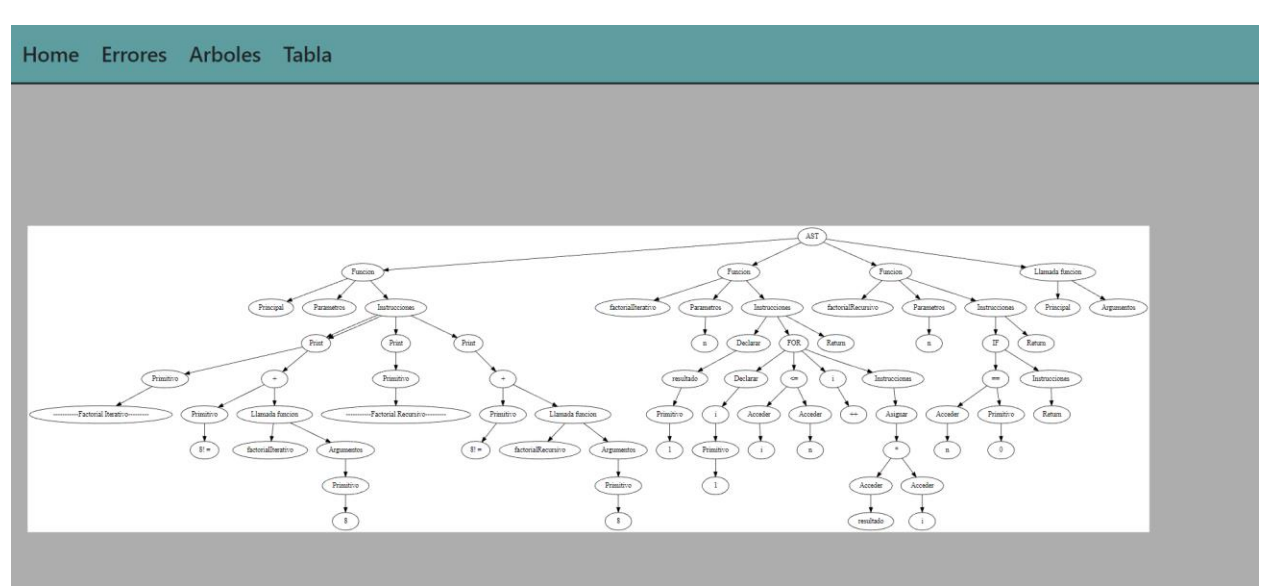 Home Errores Arboles Tabla
AST
Funcion Funcion Funcion Llamada funcion
Principal Parametros Instrucciones factorialIterativo Parametros Instrucciones factorialRecursivo Parametros Instrucciones Principal Argumentos
Print Print Print n Declarar FOR Return n IF Return
Primitivo + Primitivo + resultado Declarar <= i Instrucciones == Instrucciones
----------Factorial Iterativo-------- Primitivo Llamada funcion ----------Factorial Recursivo-------- Primitivo Llamada funcion Primitivo i Acceder Acceder ++ Asignar Acceder Primitivo Return
8! = factorialIterativo Argumentos 8! = factorialRecursivo Argumentos 1 Primitivo i n * n 0
Primitivo Primitivo 1 Acceder Acceder
8 8 resultado i